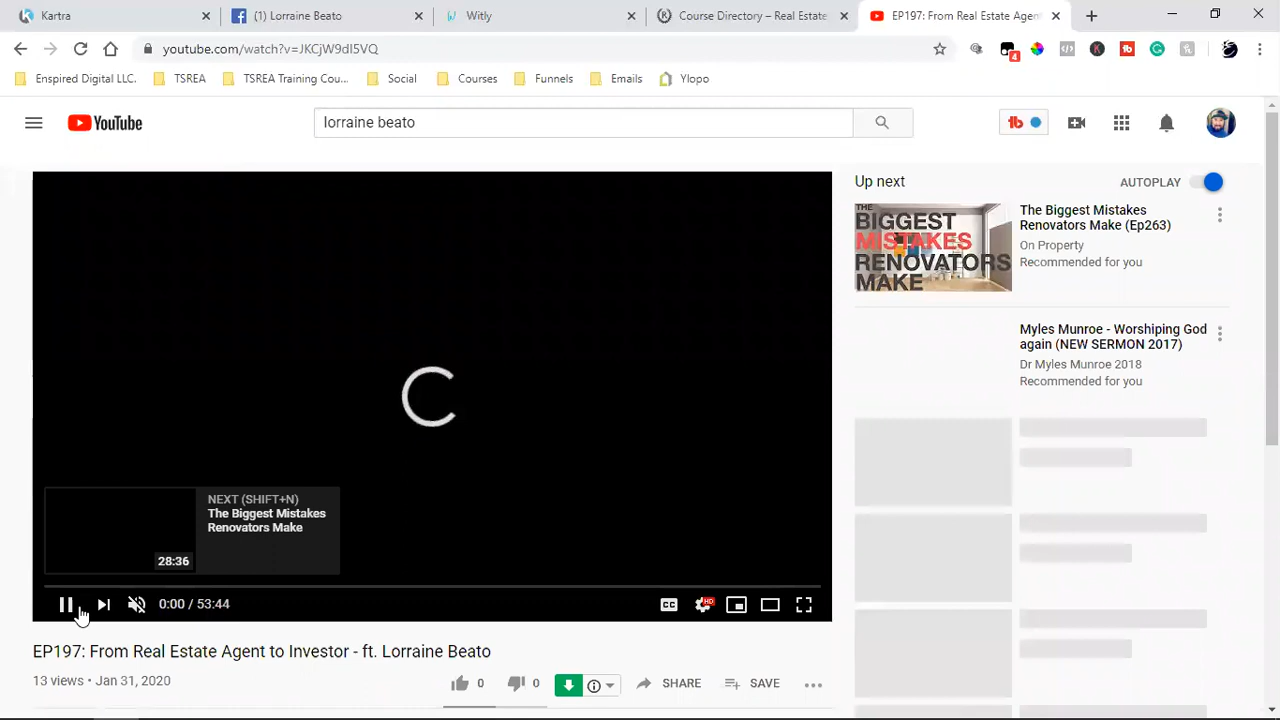 Kartra
(1) Lorraine Beato
Witly
Course Directory – Real Estate
EP197: From Real Estate Agent
youtube.com/watch?v=JKCjW9dI5VQ
4
Enspired Digital LLC.
TSREA
TSREA Training Cou...
Social
Courses
Funnels
Emails
Ylopo
YouTube
lorraine beato
tb
Up next
AUTOPLAY
THE
BIGGEST
MISTAKES
RENOVATORS
MAKE
The Biggest Mistakes
Renovators Make (Ep263)
On Property
Recommended for you
Myles Munroe - Worshiping God
again (NEW SERMON 2017)
Dr Myles Munroe 2018
Recommended for you
NEXT (SHIFT+N)
The Biggest Mistakes
Renovators Make
28:36
0:00 / 53:44
CC
HD
EP197: From Real Estate Agent to Investor - ft. Lorraine Beato
13 views • Jan 31, 2020
0
0
SHARE
SAVE